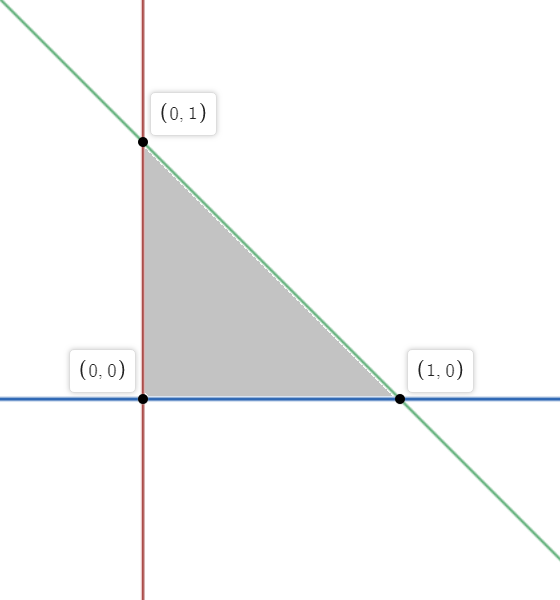 (0, 1)
(0, 0)
(1, 0)